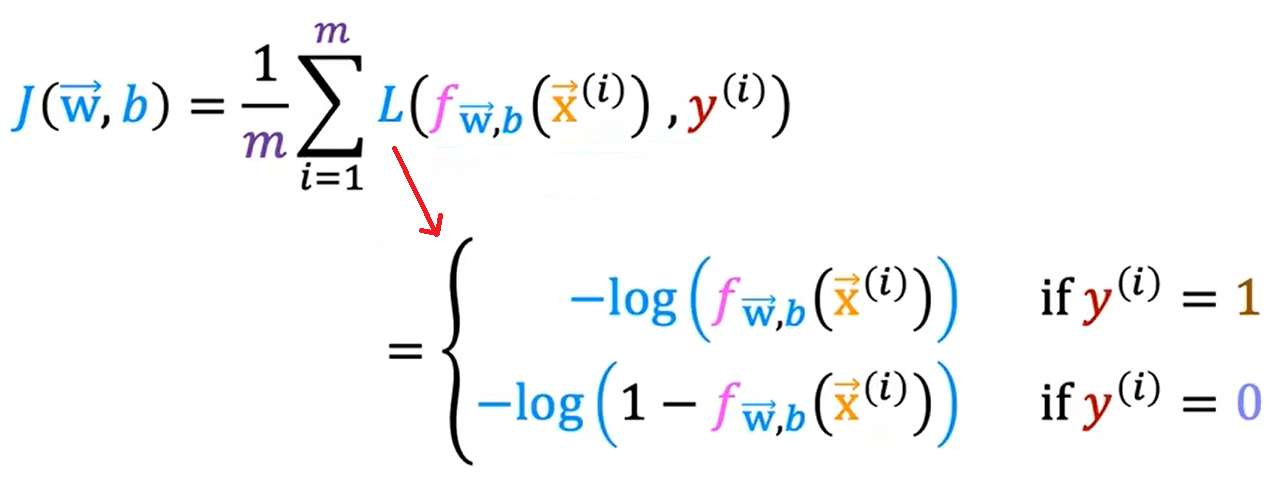 J(w⃗, b) = 1/m ∑_{i=1}^{m} L(f_{w⃗,b}(x⃗^{(i)}), y^{(i)})
= { −log(f_{w⃗,b}(x⃗^{(i)})) if y^{(i)} = 1
−log(1 − f_{w⃗,b}(x⃗^{(i)})) if y^{(i)} = 0